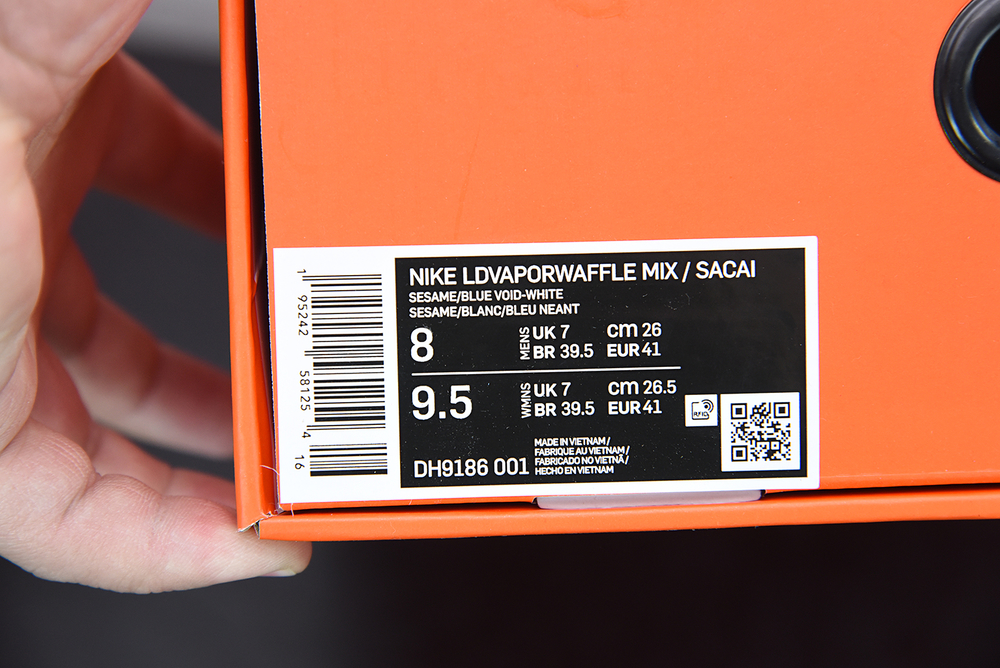 1 95242 58125 4 16
NIKE LDVAPORWAFFLE MIX / SACAI
SESAME/BLUE VOID-WHITE
SESAME/BLANC/BLEU NEANT
8
MENS
UK 7 cm 26
BR 39.5 EUR 41
9.5
WMNS
UK 7 cm 26.5
BR 39.5 EUR 41
RFID
DH9186 001
MADE IN VIETNAM /
FABRIQUE AU VIETNAM /
FABRICADO NO VIETNÃ /
HECHO EN VIETNAM